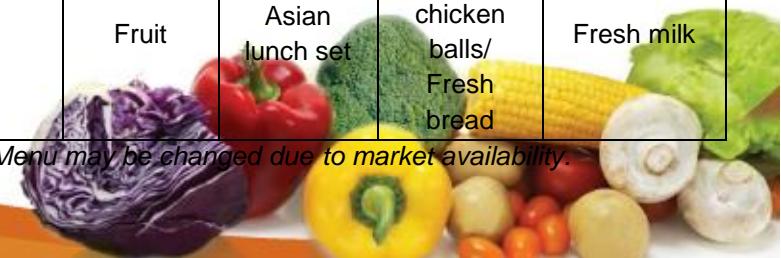 Fruit
Asian
lunch set
chicken
balls/
Fresh
bread
Fresh milk
Menu may be changed due to market availability.